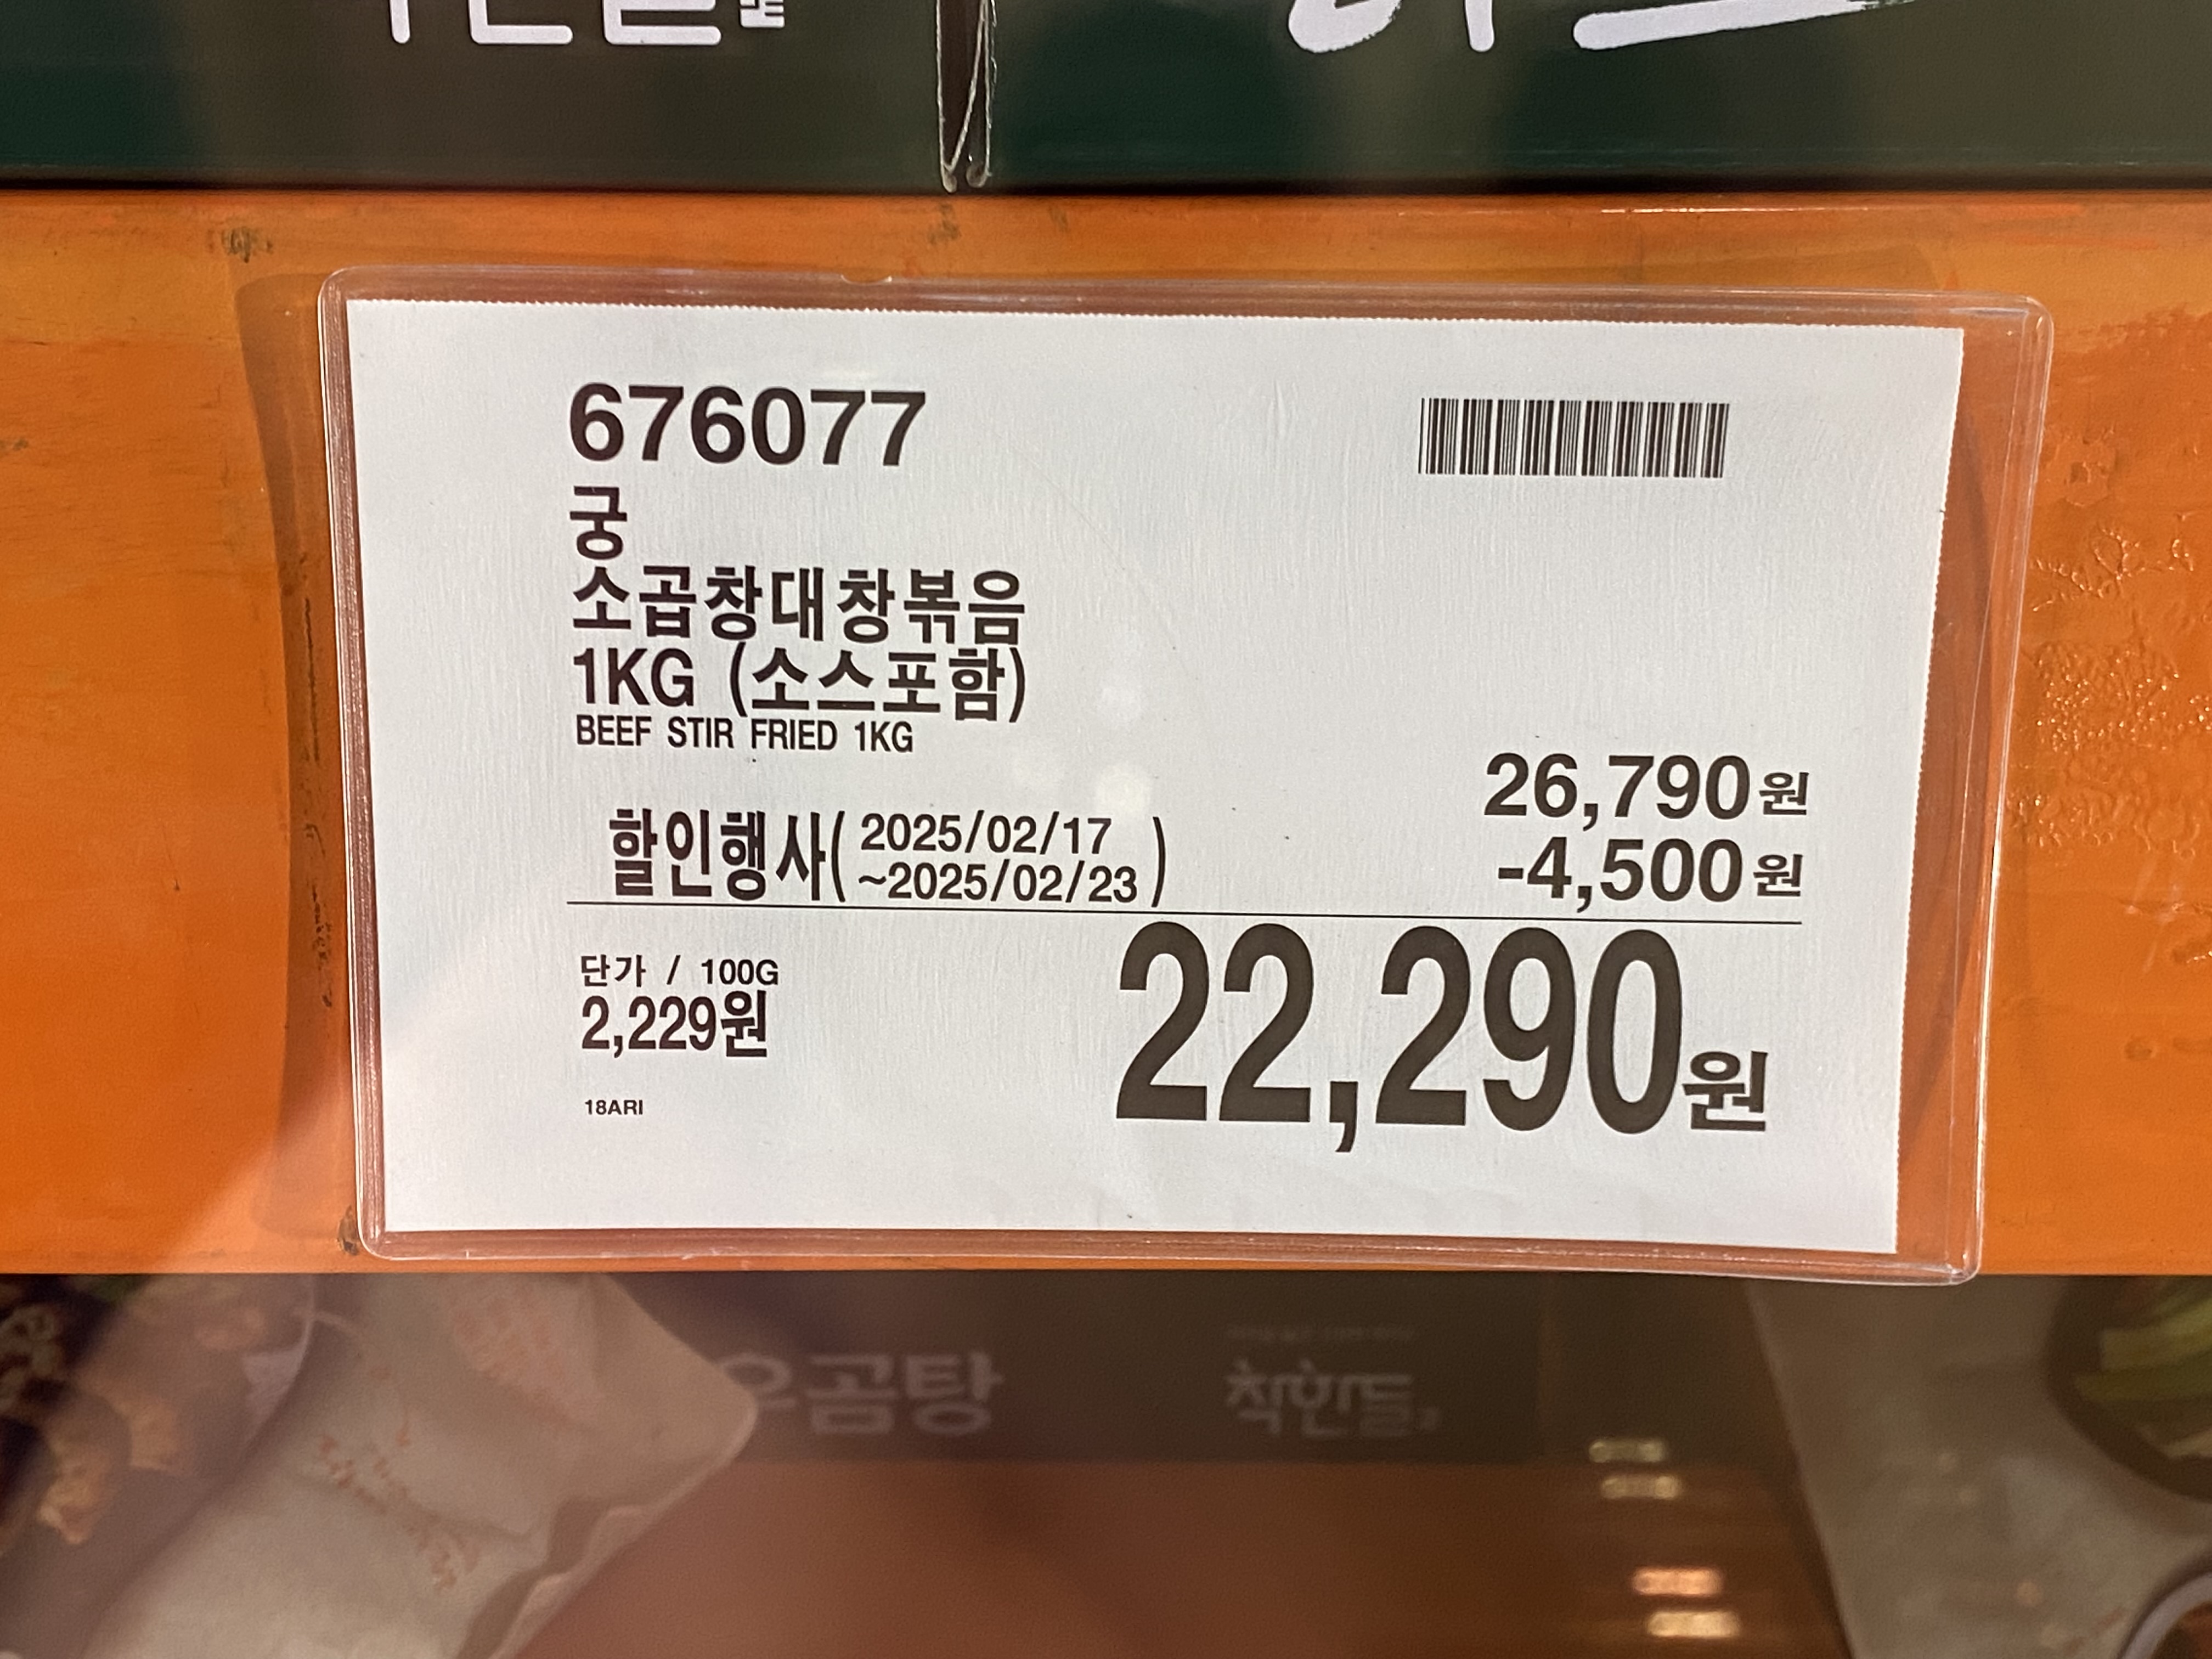 676077
궁
소곱창대창볶음
1KG (소스포함)
BEEF STIR FRIED 1KG
26,790원
할인행사( 2025/02/17
~2025/02/23 )
-4,500원
단가 / 100G
2,229원
22,290원
18ARI
곰탕
착한들